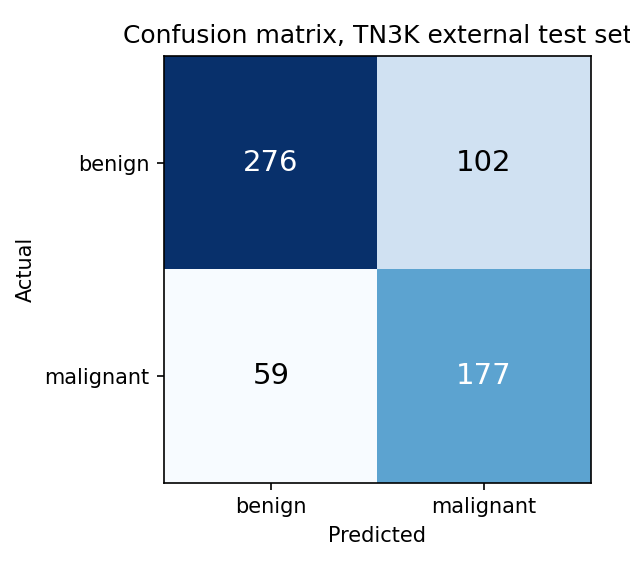 Confusion matrix, TN3K external test set
benign
276
102
Actual
malignant
59
177
benign
malignant
Predicted